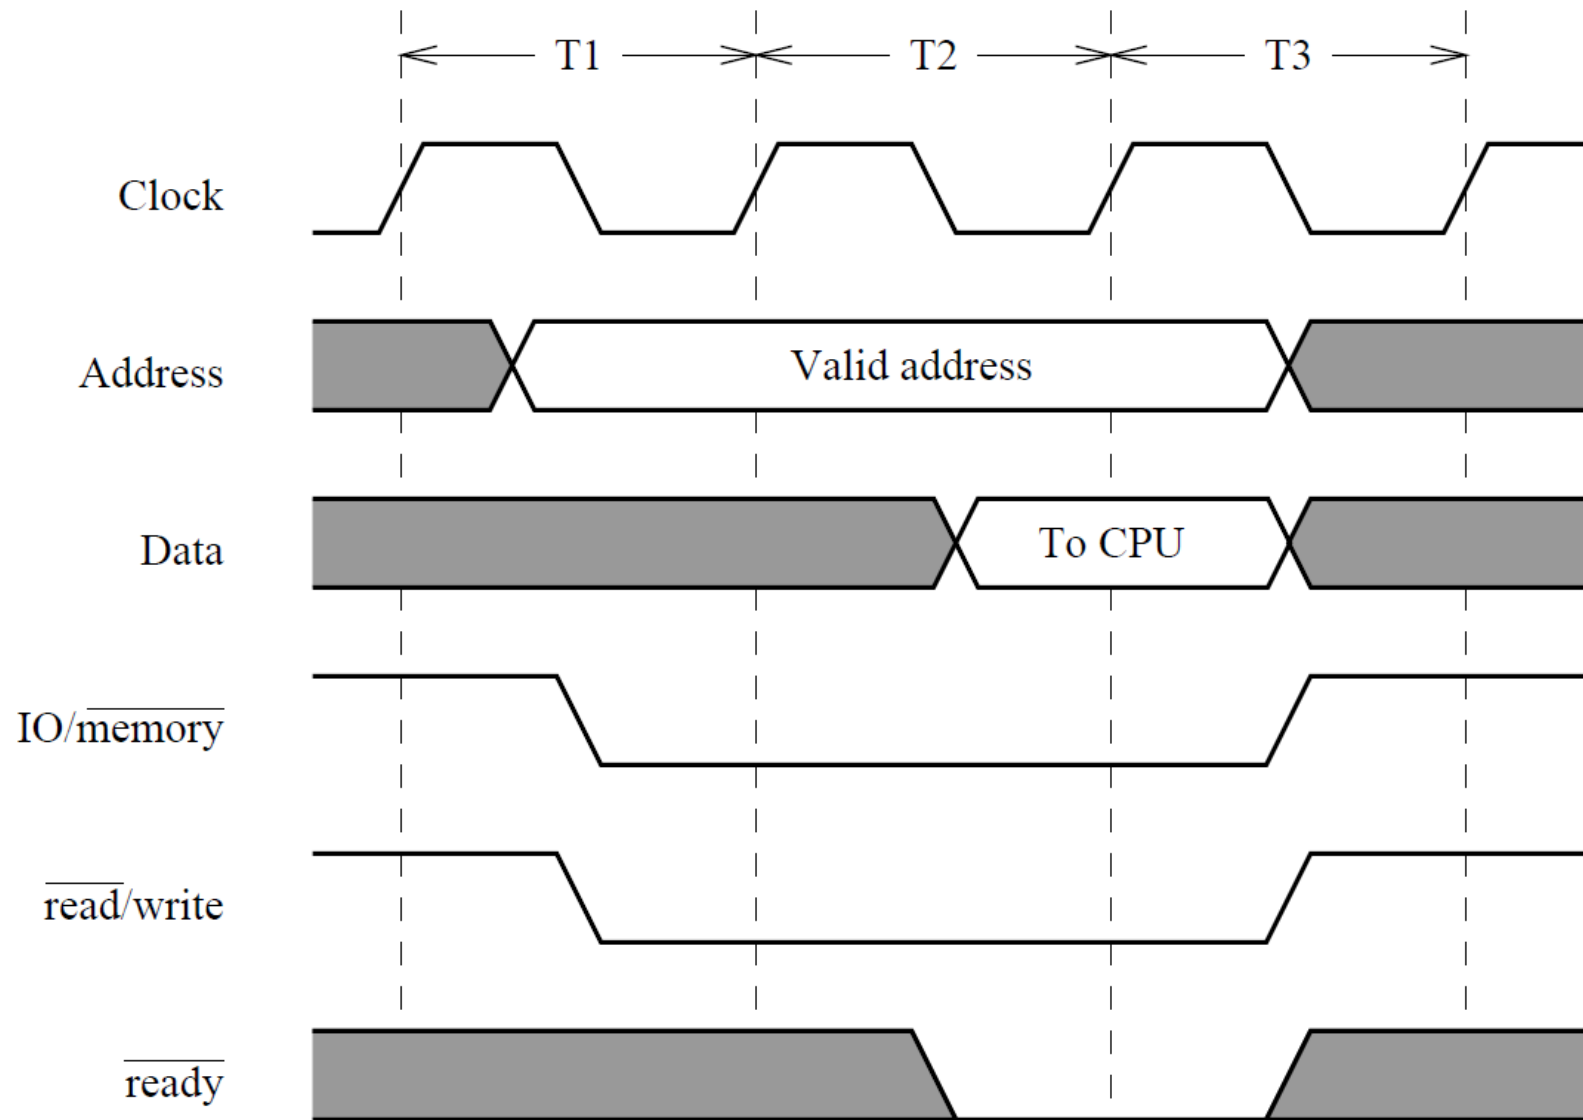 T1 T2 T3
Clock
Address Valid address
Data To CPU
IO/memory
read/write
ready